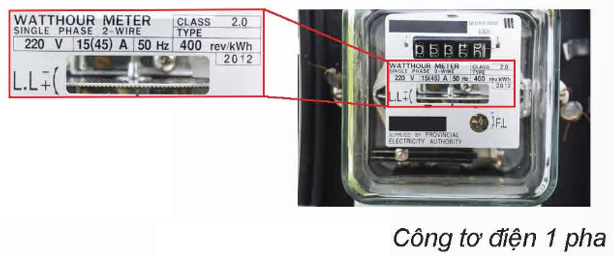 WATTHOUR METER CLASS 2.0
SINGLE PHASE 2-WIRE TYPE
220 V 15(45) A 50 Hz 400 rev/kWh
2012
L.L
kWh
WATTHOUR METER CLASS 2.0
SINGLE PHASE 2-WIRE TYPE
220 V 15(45) A 50 Hz 400 rev/kWh
2012
L.L
F.L
SUPPLIED BY PROVINCIAL
ELECTRICITY AUTHORITY
Công tơ điện 1 pha